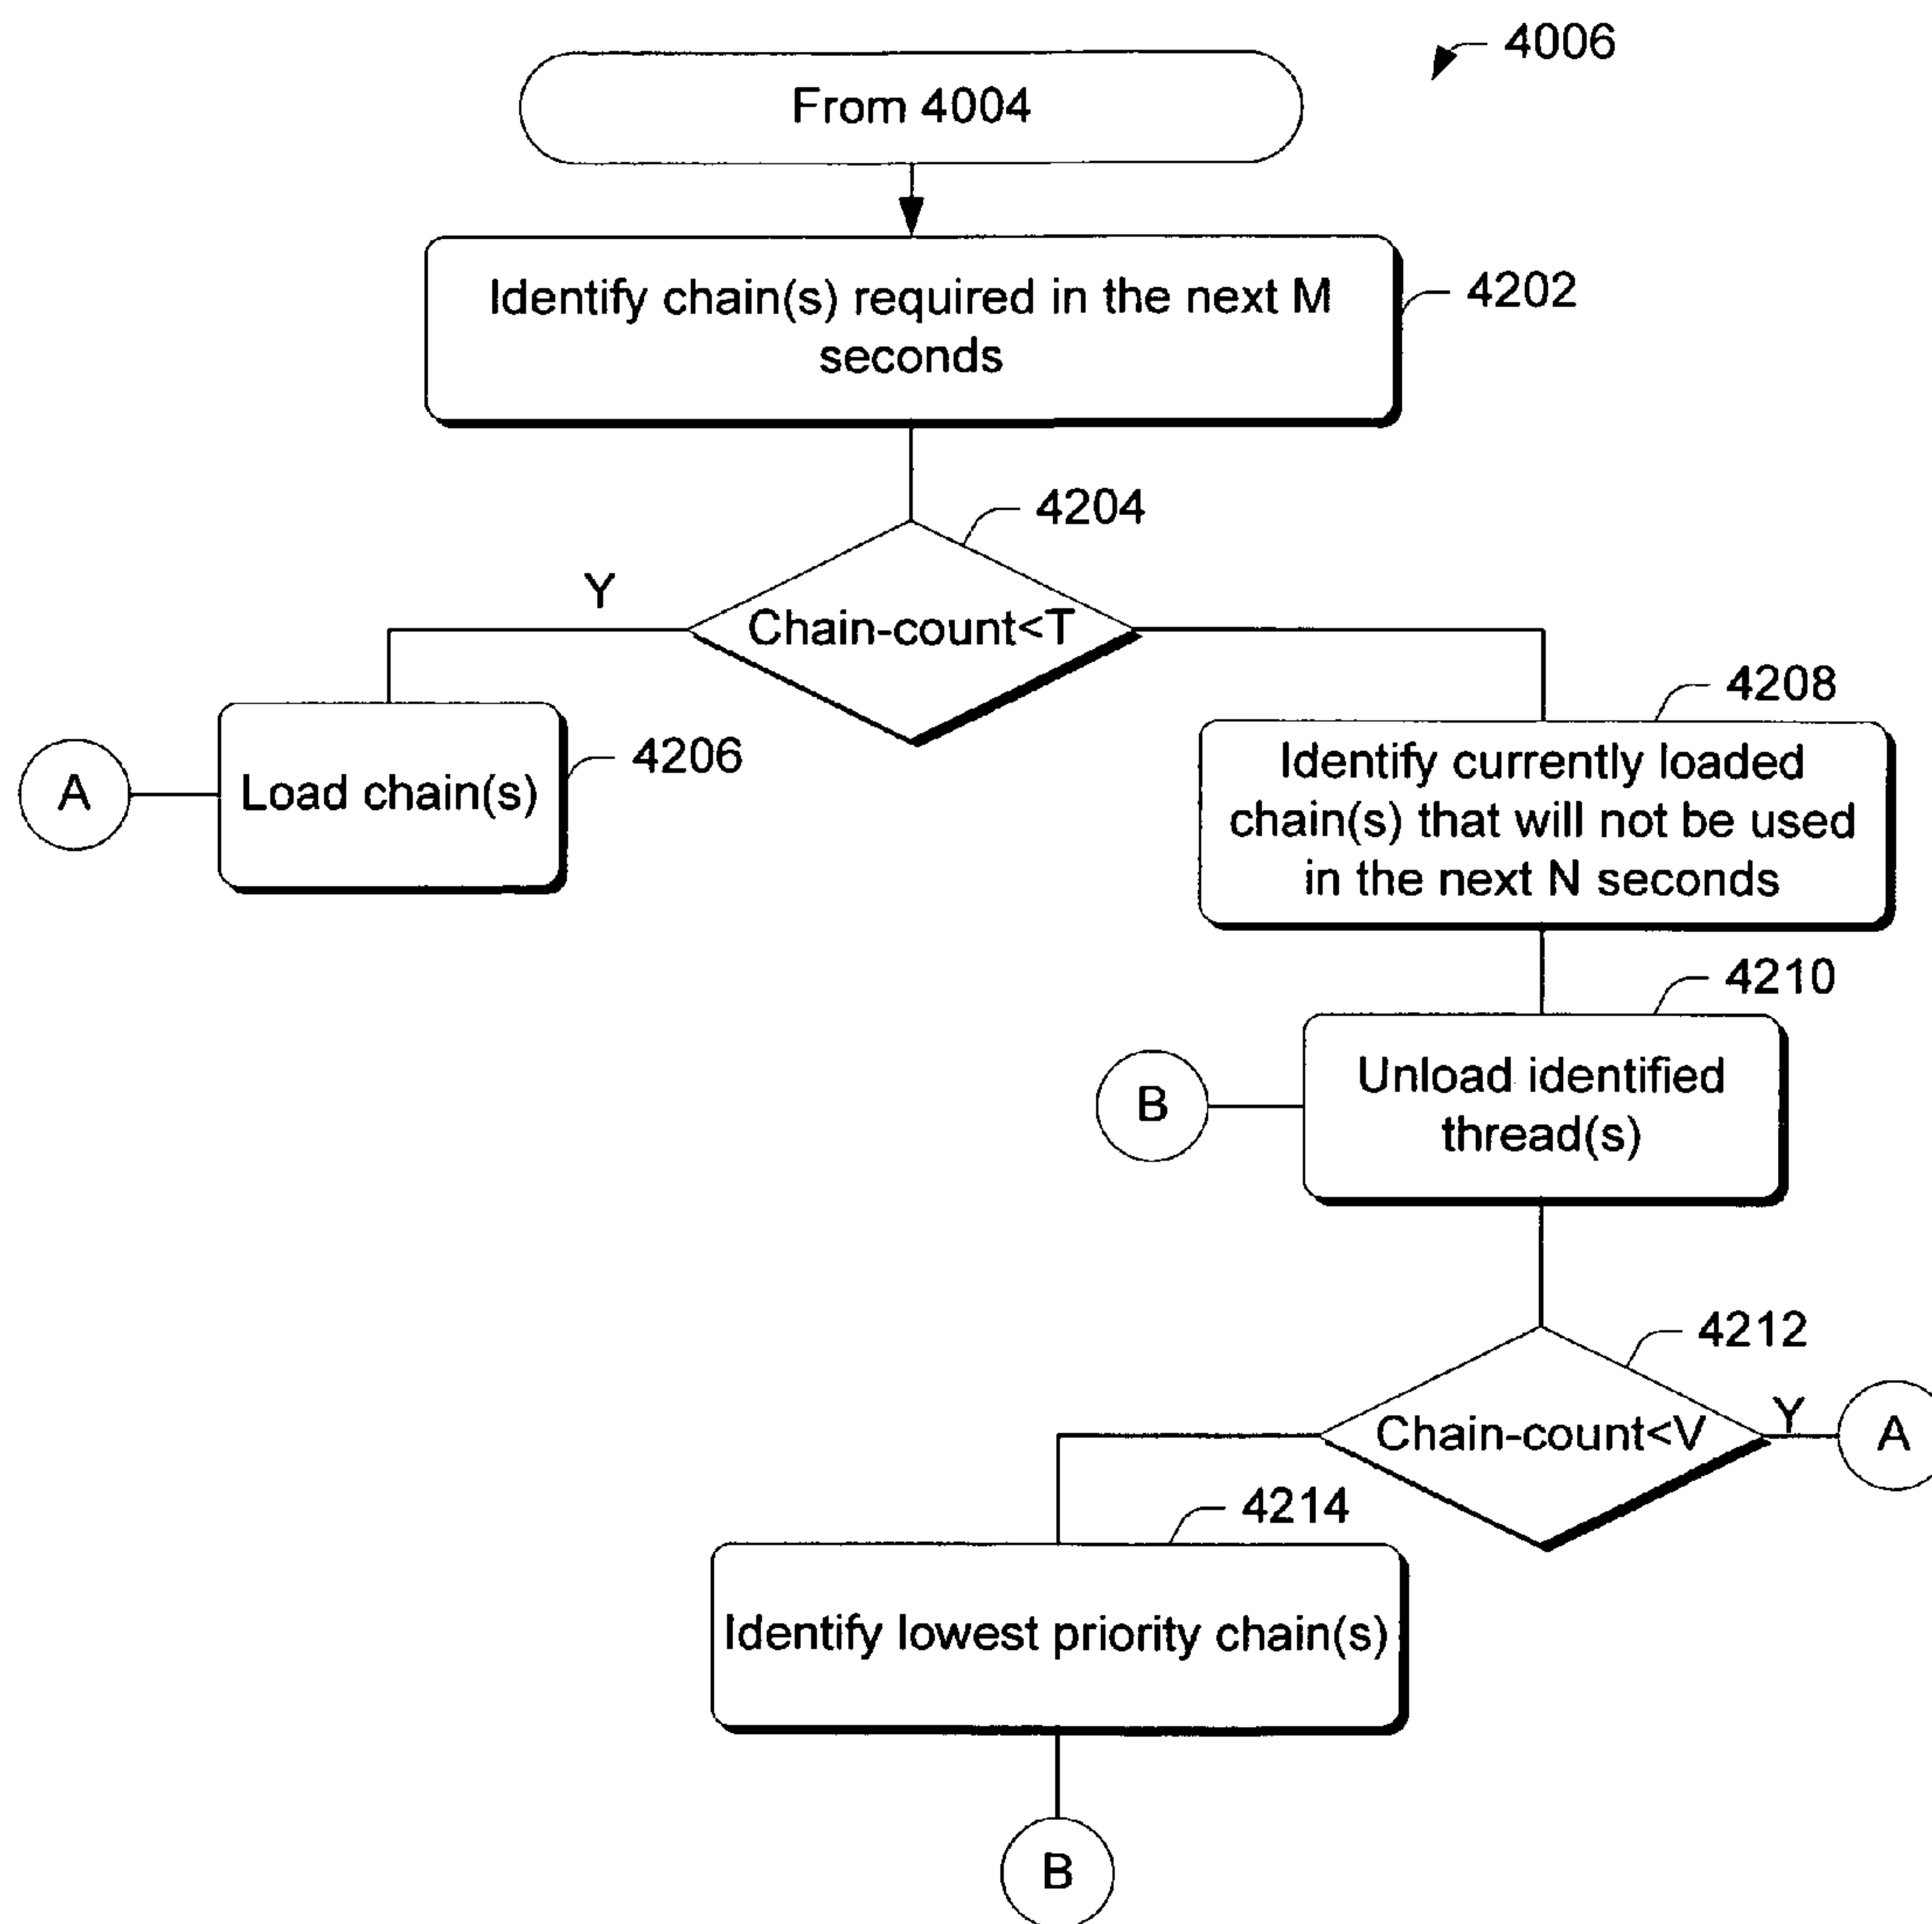 4006
From 4004
Identify chain(s) required in the next M
seconds
4202
4204
Y
Chain-count<T
4206
A
Load chain(s)
4208
Identify currently loaded
chain(s) that will not be used
in the next N seconds
4210
B
Unload identified
thread(s)
4212
Chain-count<V
Y
A
4214
Identify lowest priority chain(s)
B